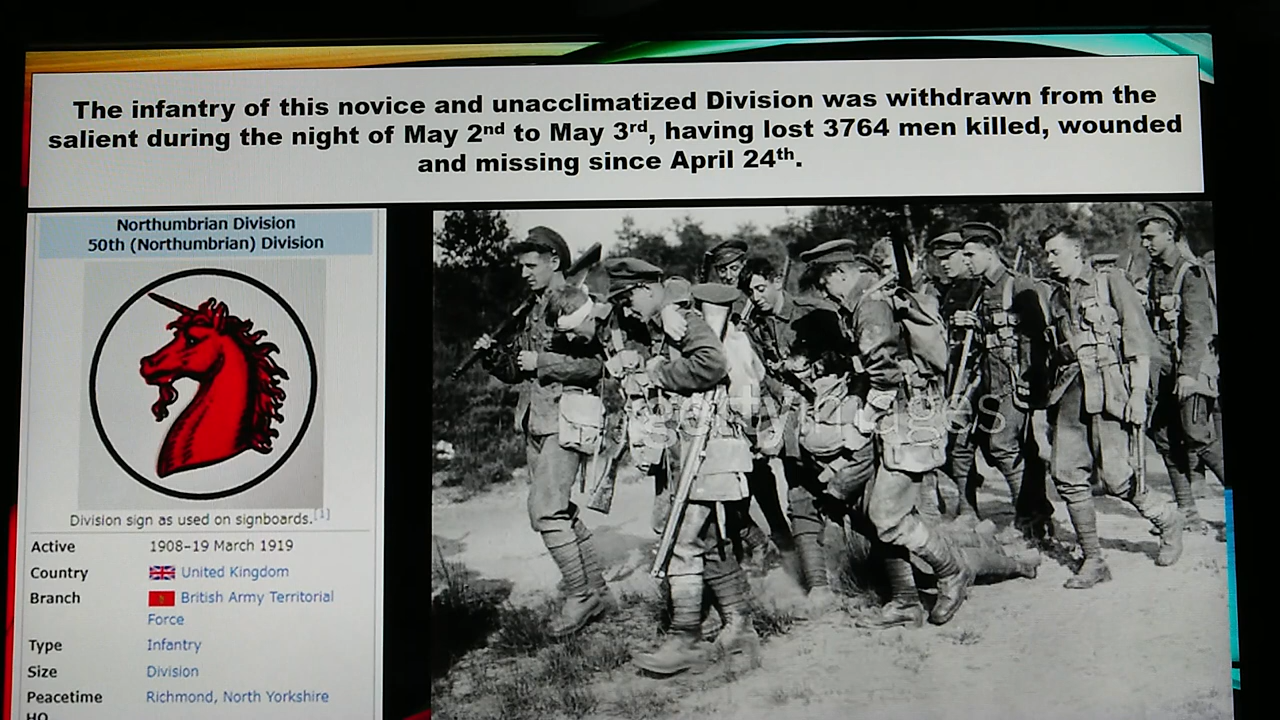 The infantry of this novice and unacclimatized Division was withdrawn from the
salient during the night of May 2nd to May 3rd, having lost 3764 men killed, wounded
and missing since April 24th.
Northumbrian Division
50th (Northumbrian) Division
Division sign as used on signboards.[1]
Active 1908–19 March 1919
Country United Kingdom
Branch British Army Territorial
Force
Type Infantry
Size Division
Peacetime Richmond, North Yorkshire
HQ
gettyimages